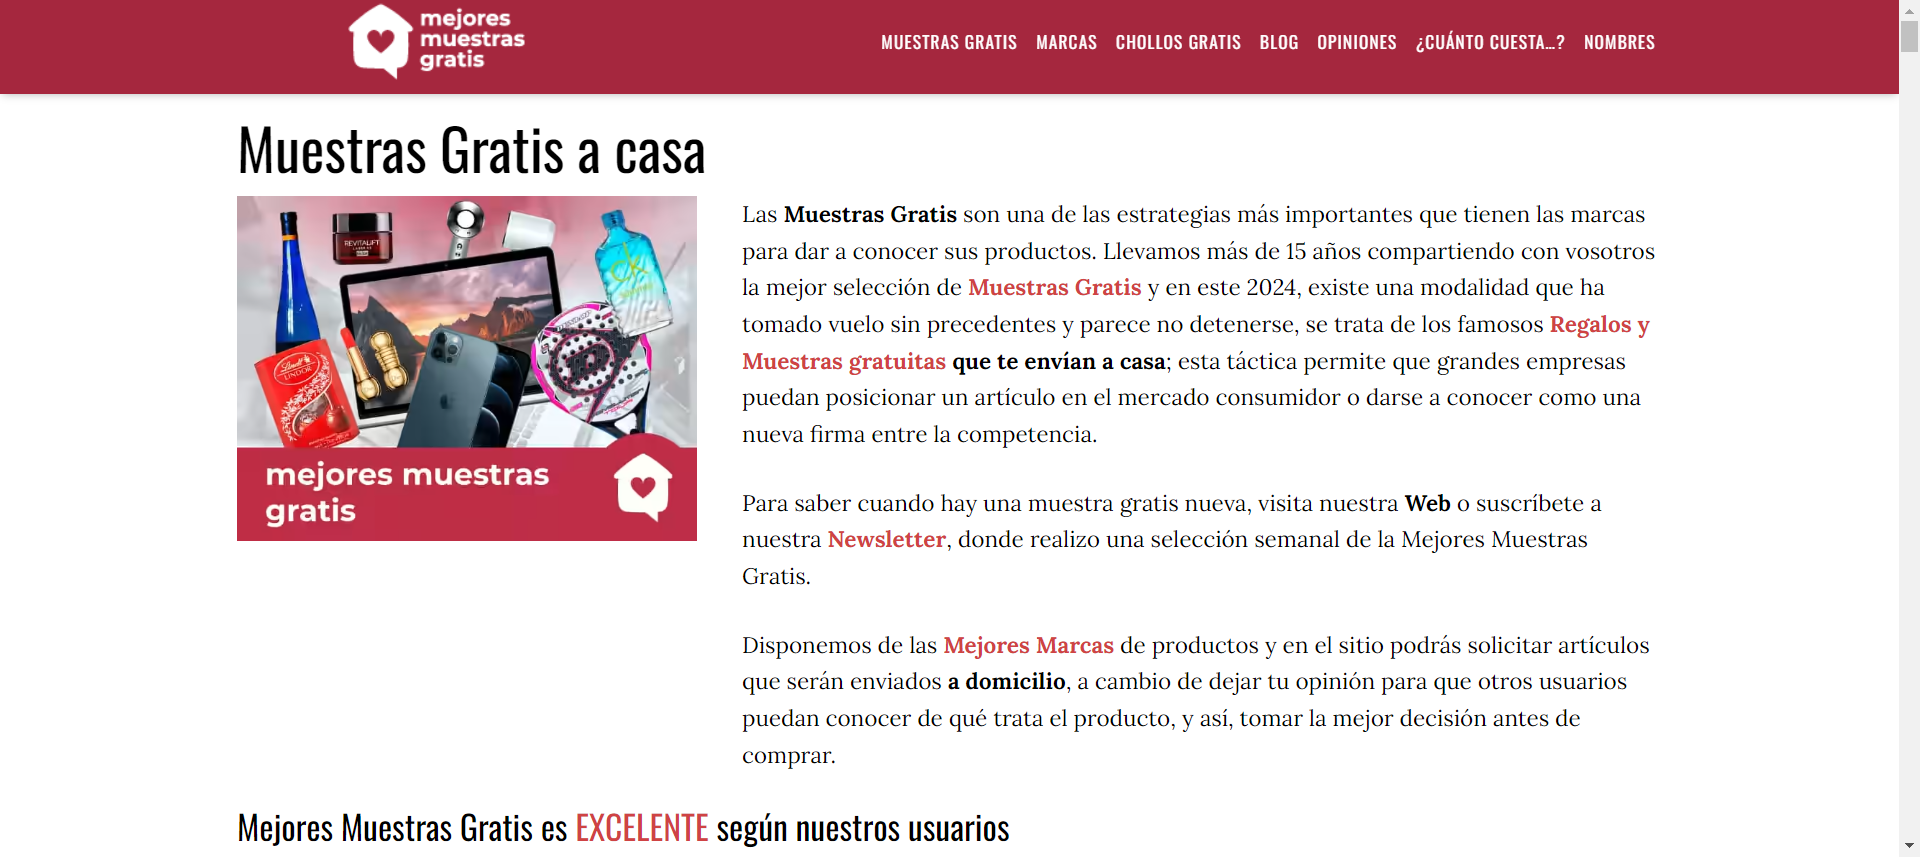 mejores
muestras
gratis
MUESTRAS GRATIS MARCAS CHOLLOS GRATIS BLOG OPINIONES ¿CUÁNTO CUESTA...? NOMBRES
Muestras Gratis a casa
REVITALIFT
ck
Lindt
LINDOR
mejores muestras
gratis
Las Muestras Gratis son una de las estrategias más importantes que tienen las marcas
para dar a conocer sus productos. Llevamos más de 15 años compartiendo con vosotros
la mejor selección de Muestras Gratis y en este 2024, existe una modalidad que ha
tomado vuelo sin precedentes y parece no detenerse, se trata de los famosos Regalos y
Muestras gratuitas que te envían a casa; esta táctica permite que grandes empresas
puedan posicionar un artículo en el mercado consumidor o darse a conocer como una
nueva firma entre la competencia.
Para saber cuando hay una muestra gratis nueva, visita nuestra Web o suscríbete a
nuestra Newsletter, donde realizo una selección semanal de la Mejores Muestras
Gratis.
Disponemos de las Mejores Marcas de productos y en el sitio podrás solicitar artículos
que serán enviados a domicilio, a cambio de dejar tu opinión para que otros usuarios
puedan conocer de qué trata el producto, y así, tomar la mejor decisión antes de
comprar.
Mejores Muestras Gratis es EXCELENTE según nuestros usuarios